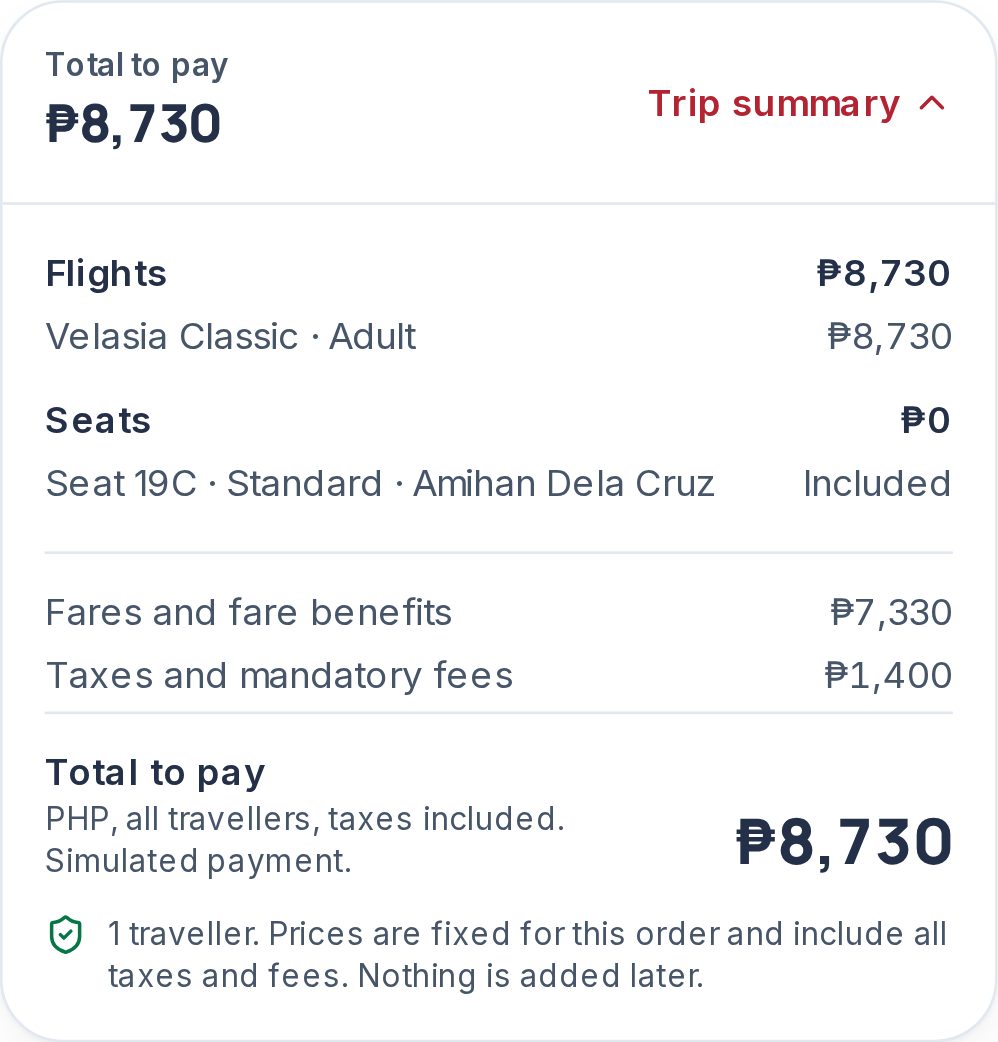 Total to pay
₱8,730
Trip summary
Flights ₱8,730
Velasia Classic · Adult ₱8,730
Seats ₱0
Seat 19C · Standard · Amihan Dela Cruz Included
Fares and fare benefits ₱7,330
Taxes and mandatory fees ₱1,400
Total to pay
PHP, all travellers, taxes included.
Simulated payment.
₱8,730
1 traveller. Prices are fixed for this order and include all
taxes and fees. Nothing is added later.